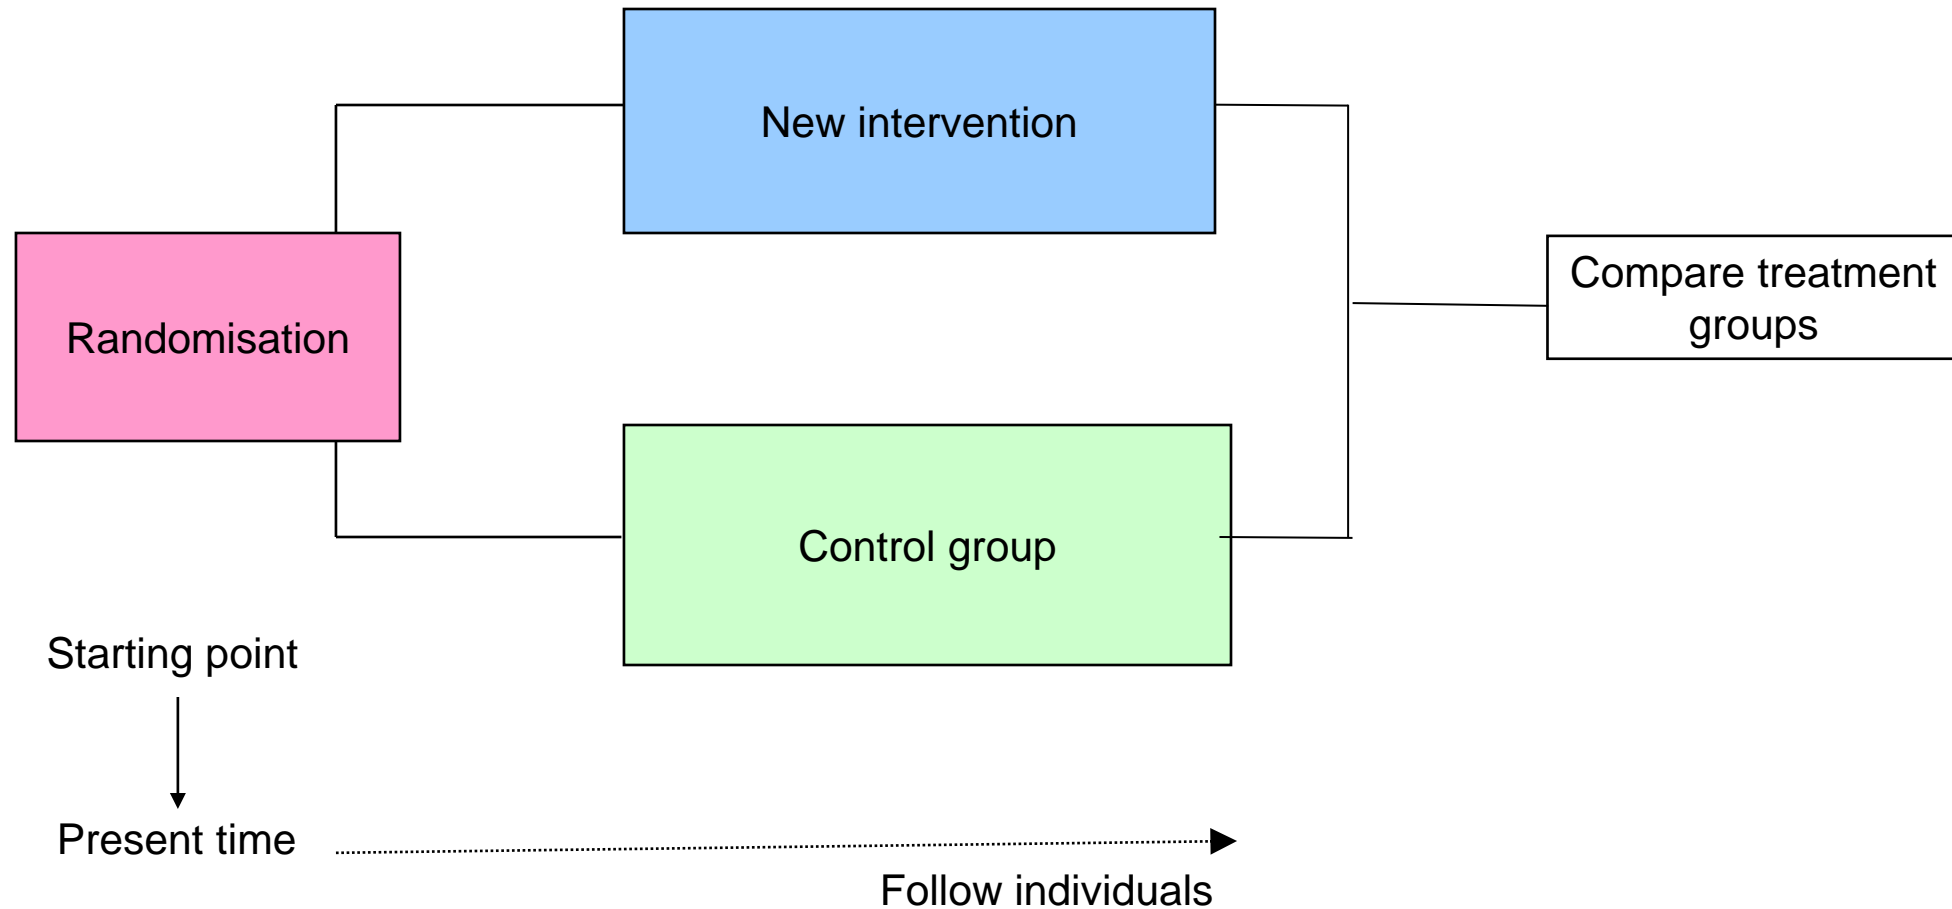 New intervention
Randomisation
Compare treatment
groups
Control group
Starting point
Present time
Follow individuals